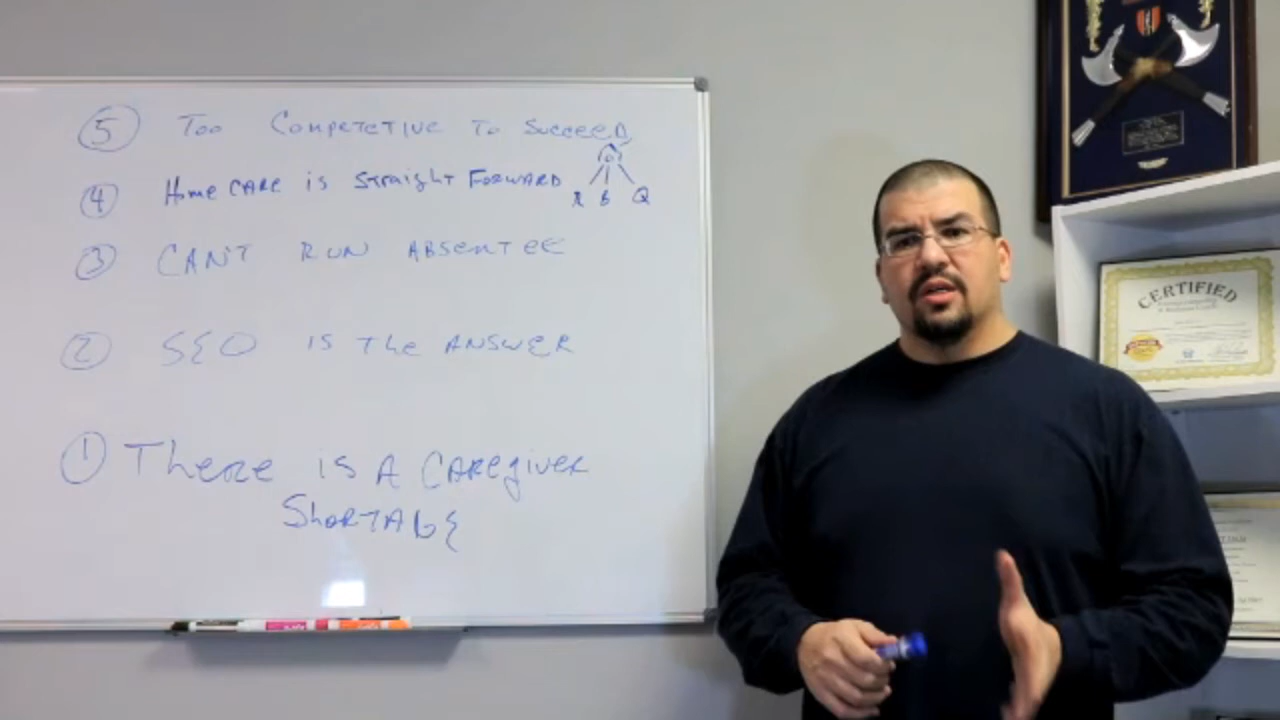 5 Too COMPETETIVE To SUCCEED
4 Home CARE is STRAIGHT FORWARD
R B Q
3 CAN'T RUN ABSENTEE
2 SEO IS THE ANSWER
1 There is A CAREGIVER
SHORTAGE
CERTIFIED